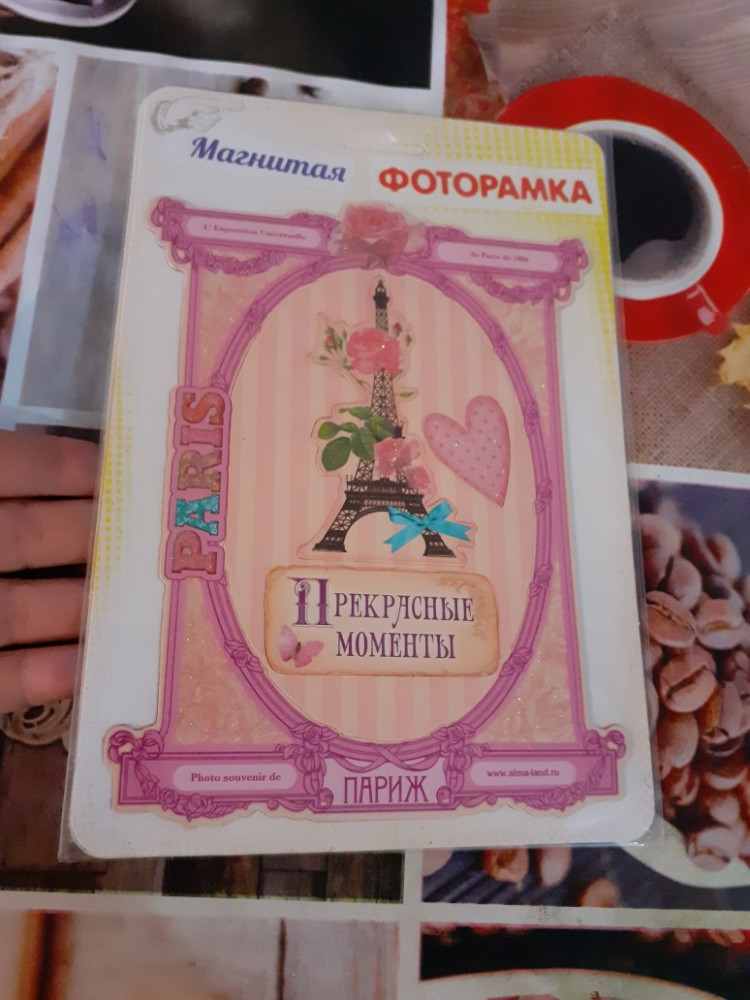 Магнитая
ФОТОРАМКА
L'Exposition Universelle
de Paris de 1889
PARIS
ПРЕКРАСНЫЕ
МОМЕНТЫ
Photo souvenir de
ПАРИЖ
www.sima-land.ru